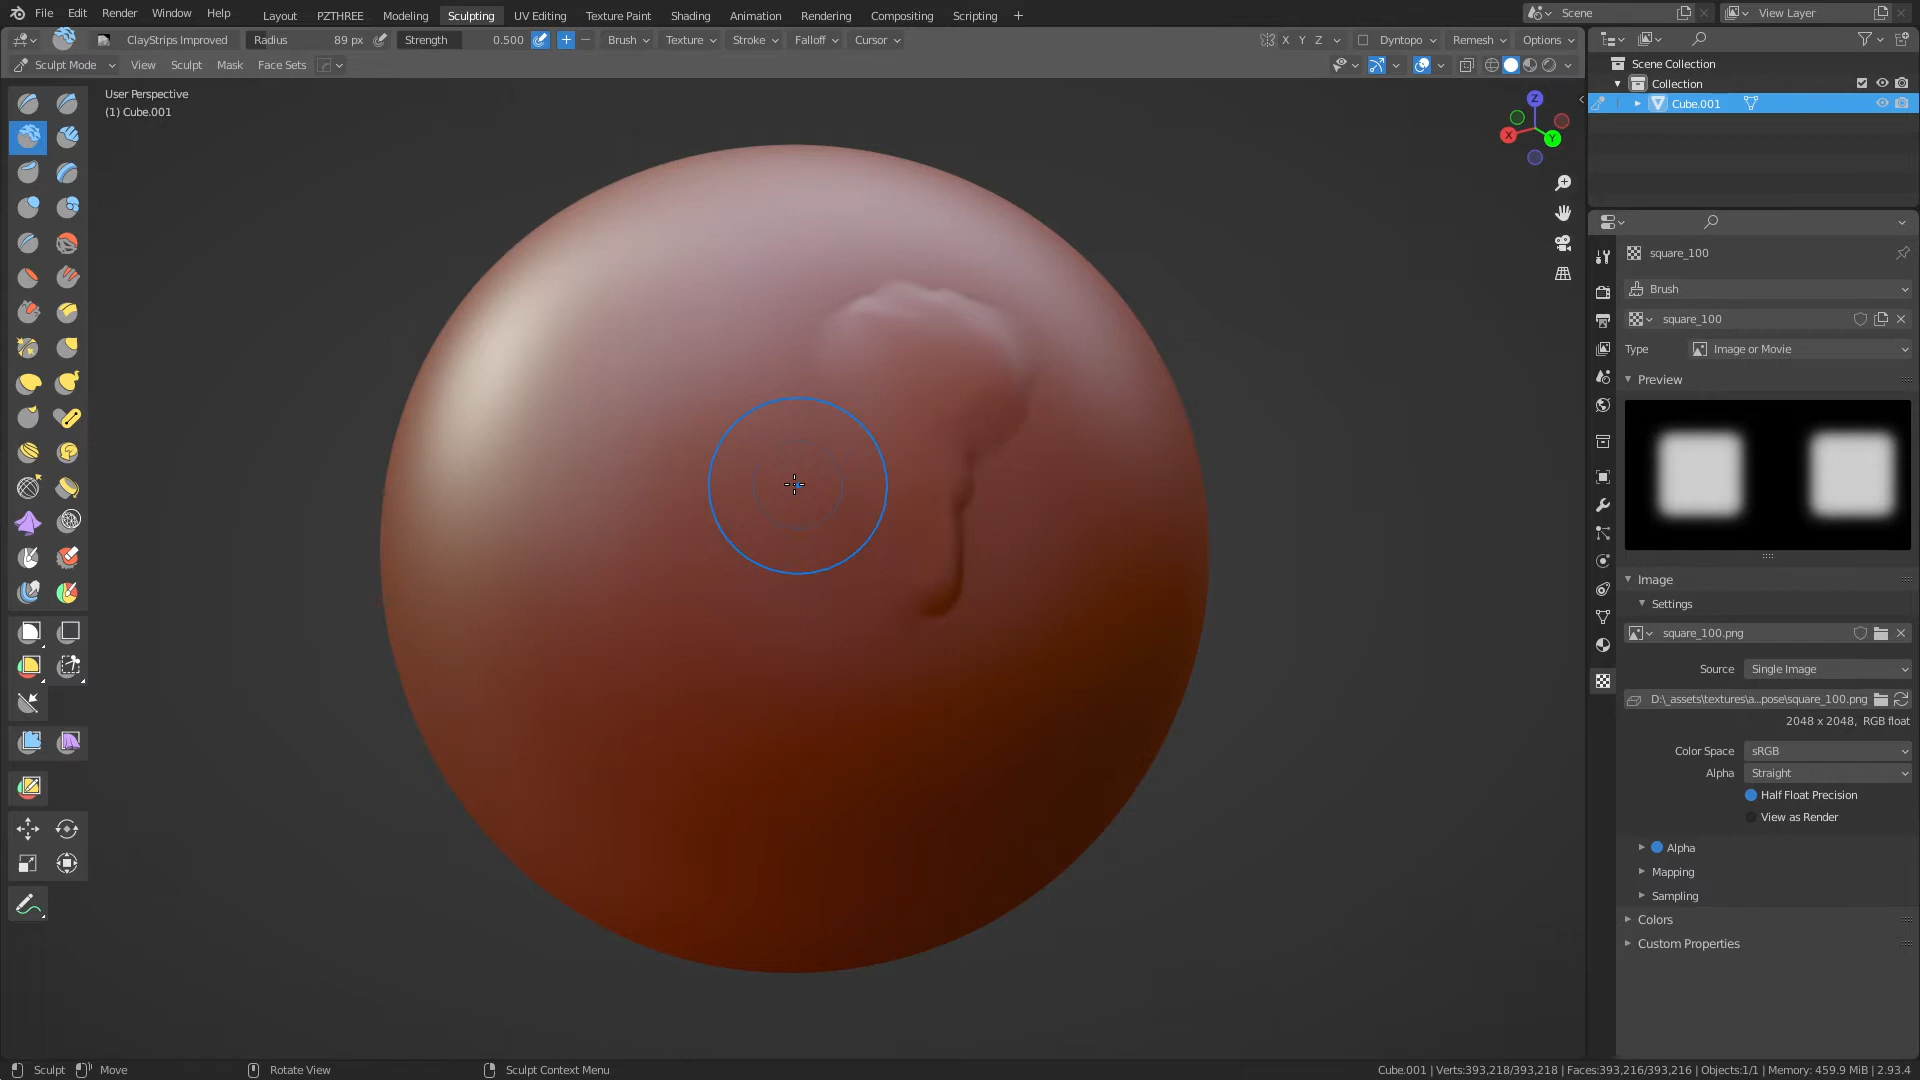 File Edit Render Window Help Layout PZTHREE Modeling Sculpting UV Editing Texture Paint Shading Animation Rendering Compositing Scripting + Scene View Layer
ClayStrips Improved Radius 89 px Strength 0.500 + − Brush Texture Stroke Falloff Cursor X Y Z Dyntopo Remesh Options
Sculpt Mode View Sculpt Mask Face Sets
User Perspective
(1) Cube.001
Z
X
Y
Scene Collection
Collection
Cube.001
square_100
Brush
square_100
Type Image or Movie
Preview
Image
Settings
square_100.png
Source Single Image
D:\_assets\textures\a...pose\square_100.png
2048 x 2048, RGB float
Color Space sRGB
Alpha Straight
Half Float Precision
View as Render
Alpha
Mapping
Sampling
Colors
Custom Properties
Sculpt Move Rotate View Sculpt Context Menu Cube.001 | Verts:393,218/393,218 | Faces:393,216/393,216 | Objects:1/1 | Memory: 459.9 MiB | 2.93.4